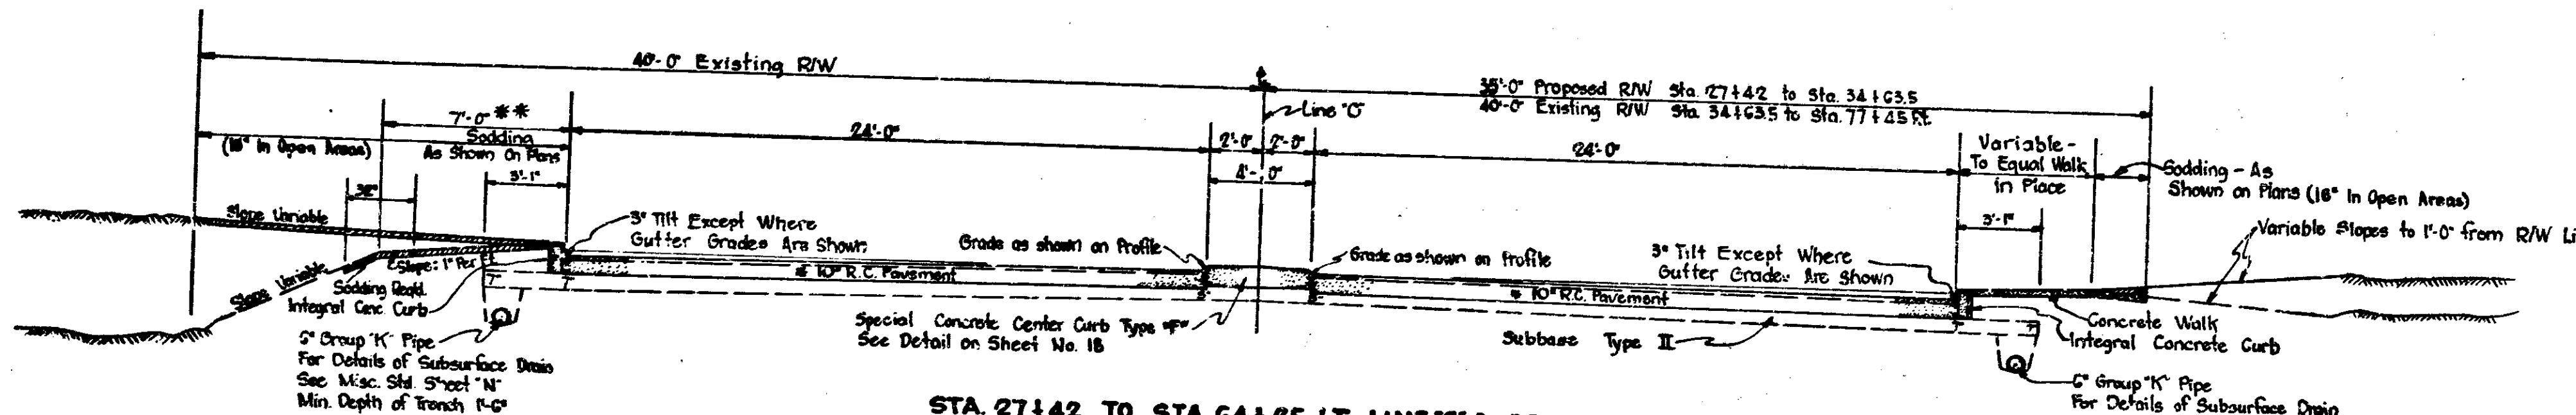 40'-0" Existing R/W
35'-0" Proposed R/W Sta. 27+42 to Sta. 34+63.5
40'-0" Existing R/W Sta. 34+63.5 to Sta. 77+45 Rt.
Line "C"
7'-0" **
Sodding
As Shown On Plans
(18" In Open Areas)
24'-0"
2'-0"
2'-0"
4'-0"
24'-0"
Variable -
To Equal Walk
in Place
Sodding - As
Shown on Plans (18" In Open Areas)
3'-1"
3'-1"
Slope Variable
3" Tilt Except Where
Gutter Grades Are Shown
Grade as shown on Profile
Grade as shown on Profile
3" Tilt Except Where
Gutter Grades Are Shown
Variable Slopes to 1'-0" from R/W Li
Slope: 1" Per Ft.
10" R.C. Pavement
10" R.C. Pavement
Slope Variable
Sodding Reqd.
Integral Conc. Curb
Special Concrete Center Curb Type "F"
See Detail on Sheet No. 18
Subbase Type II
Concrete Walk
Integral Concrete Curb
6" Group "K" Pipe
For Details of Subsurface Drain
See Misc. Std. Sheet "N"
Min. Depth of Trench 1'-6"
6" Group "K" Pipe
For Details of Subsurface Drain
STA. 27+42 TO STA.